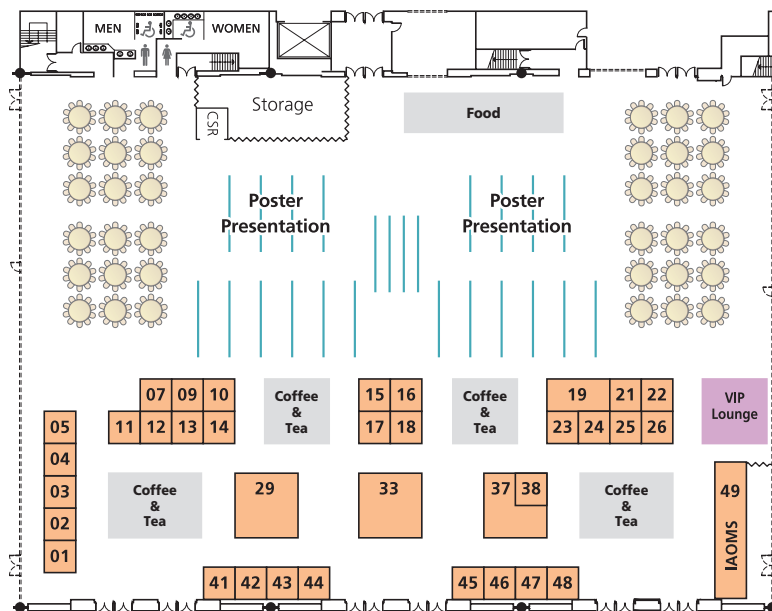 MEN
WOMEN
Storage
CSR
Food
Poster
Presentation
Poster
Presentation
07 09 10
11 12 13 14
Coffee
&
Tea
15 16
17 18
Coffee
&
Tea
19 21 22
23 24 25 26
VIP
Lounge
05
04
03
02
01
Coffee
&
Tea
29
33
37 38
Coffee
&
Tea
49
IAOMS
41 42 43 44
45 46 47 48